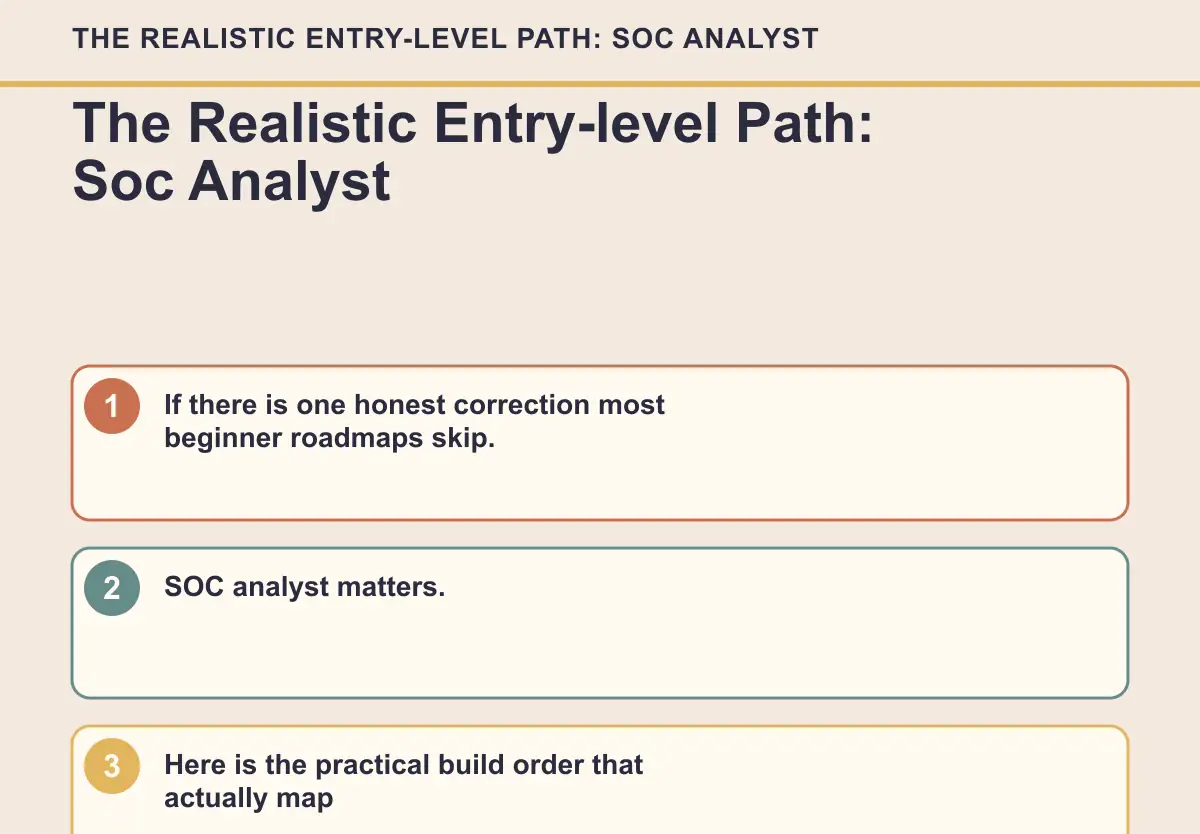 THE REALISTIC ENTRY-LEVEL PATH: SOC ANALYST
The Realistic Entry-level Path:
Soc Analyst
1
If there is one honest correction most
beginner roadmaps skip.
2
SOC analyst matters.
3
Here is the practical build order that
actually map